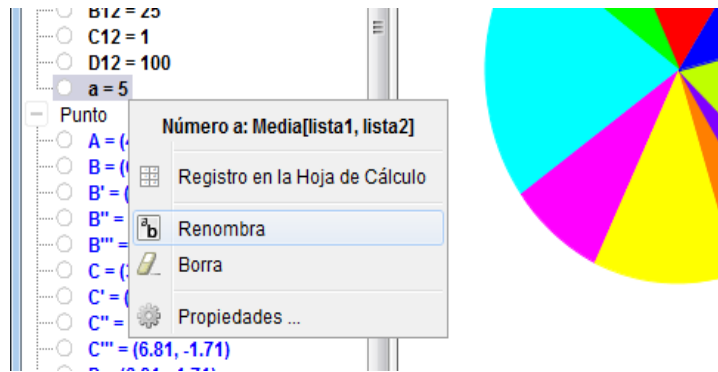 B12 = 25
C12 = 1
D12 = 100
a = 5
Punto
A = (
B = (
B' = (
B" =
B''' =
C = (
C' = (
C" =
C''' = (6.81, -1.71)
Número a: Media[lista1, lista2]
Registro en la Hoja de Cálculo
ab Renombra
Borra
Propiedades ...